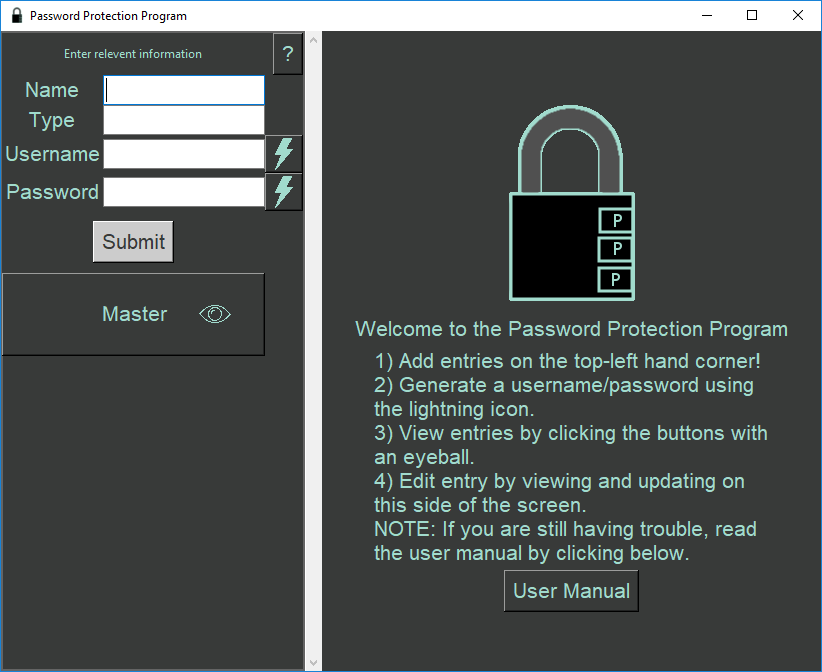 Password Protection Program
Enter relevent information
?
Name
Type
Username
Password
Submit
Master
P
P
P
Welcome to the Password Protection Program
1) Add entries on the top-left hand corner!
2) Generate a username/password using
the lightning icon.
3) View entries by clicking the buttons with
an eyeball.
4) Edit entry by viewing and updating on
this side of the screen.
NOTE: If you are still having trouble, read
the user manual by clicking below.
User Manual